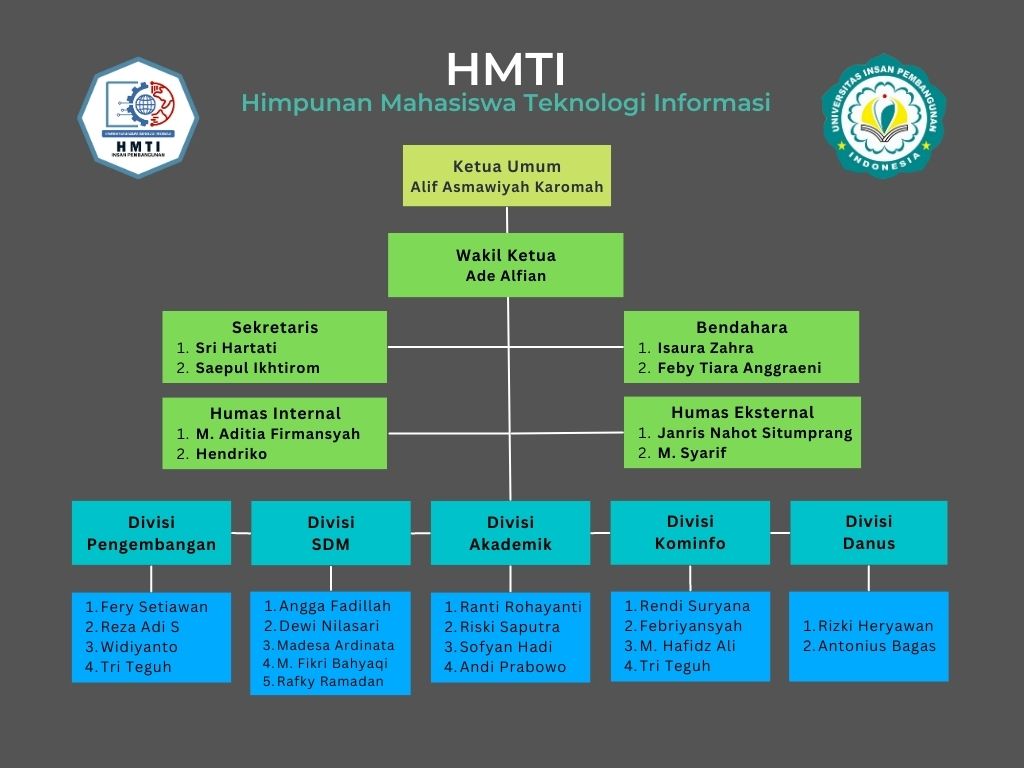 HMTI
Himpunan Mahasiswa Teknologi Informasi
HMTI
INSAN PEMBANGUNAN
UNIVERSITAS INSAN PEMBANGUNAN
INDONESIA
Ketua Umum
Alif Asmawiyah Karomah
Wakil Ketua
Ade Alfian
Sekretaris
1. Sri Hartati
2. Saepul Ikhtirom
Bendahara
1. Isaura Zahra
2. Feby Tiara Anggraeni
Humas Internal
1. M. Aditia Firmansyah
2. Hendriko
Humas Eksternal
1. Janris Nahot Situmprang
2. M. Syarif
Divisi
Pengembangan
Divisi
SDM
Divisi
Akademik
Divisi
Kominfo
Divisi
Danus
1. Fery Setiawan
2. Reza Adi S
3. Widiyanto
4. Tri Teguh
1. Angga Fadillah
2. Dewi Nilasari
3. Madesa Ardinata
4. M. Fikri Bahyaqi
5. Rafky Ramadan
1. Ranti Rohayanti
2. Riski Saputra
3. Sofyan Hadi
4. Andi Prabowo
1. Rendi Suryana
2. Febriyansyah
3. M. Hafidz Ali
4. Tri Teguh
1. Rizki Heryawan
2. Antonius Bagas